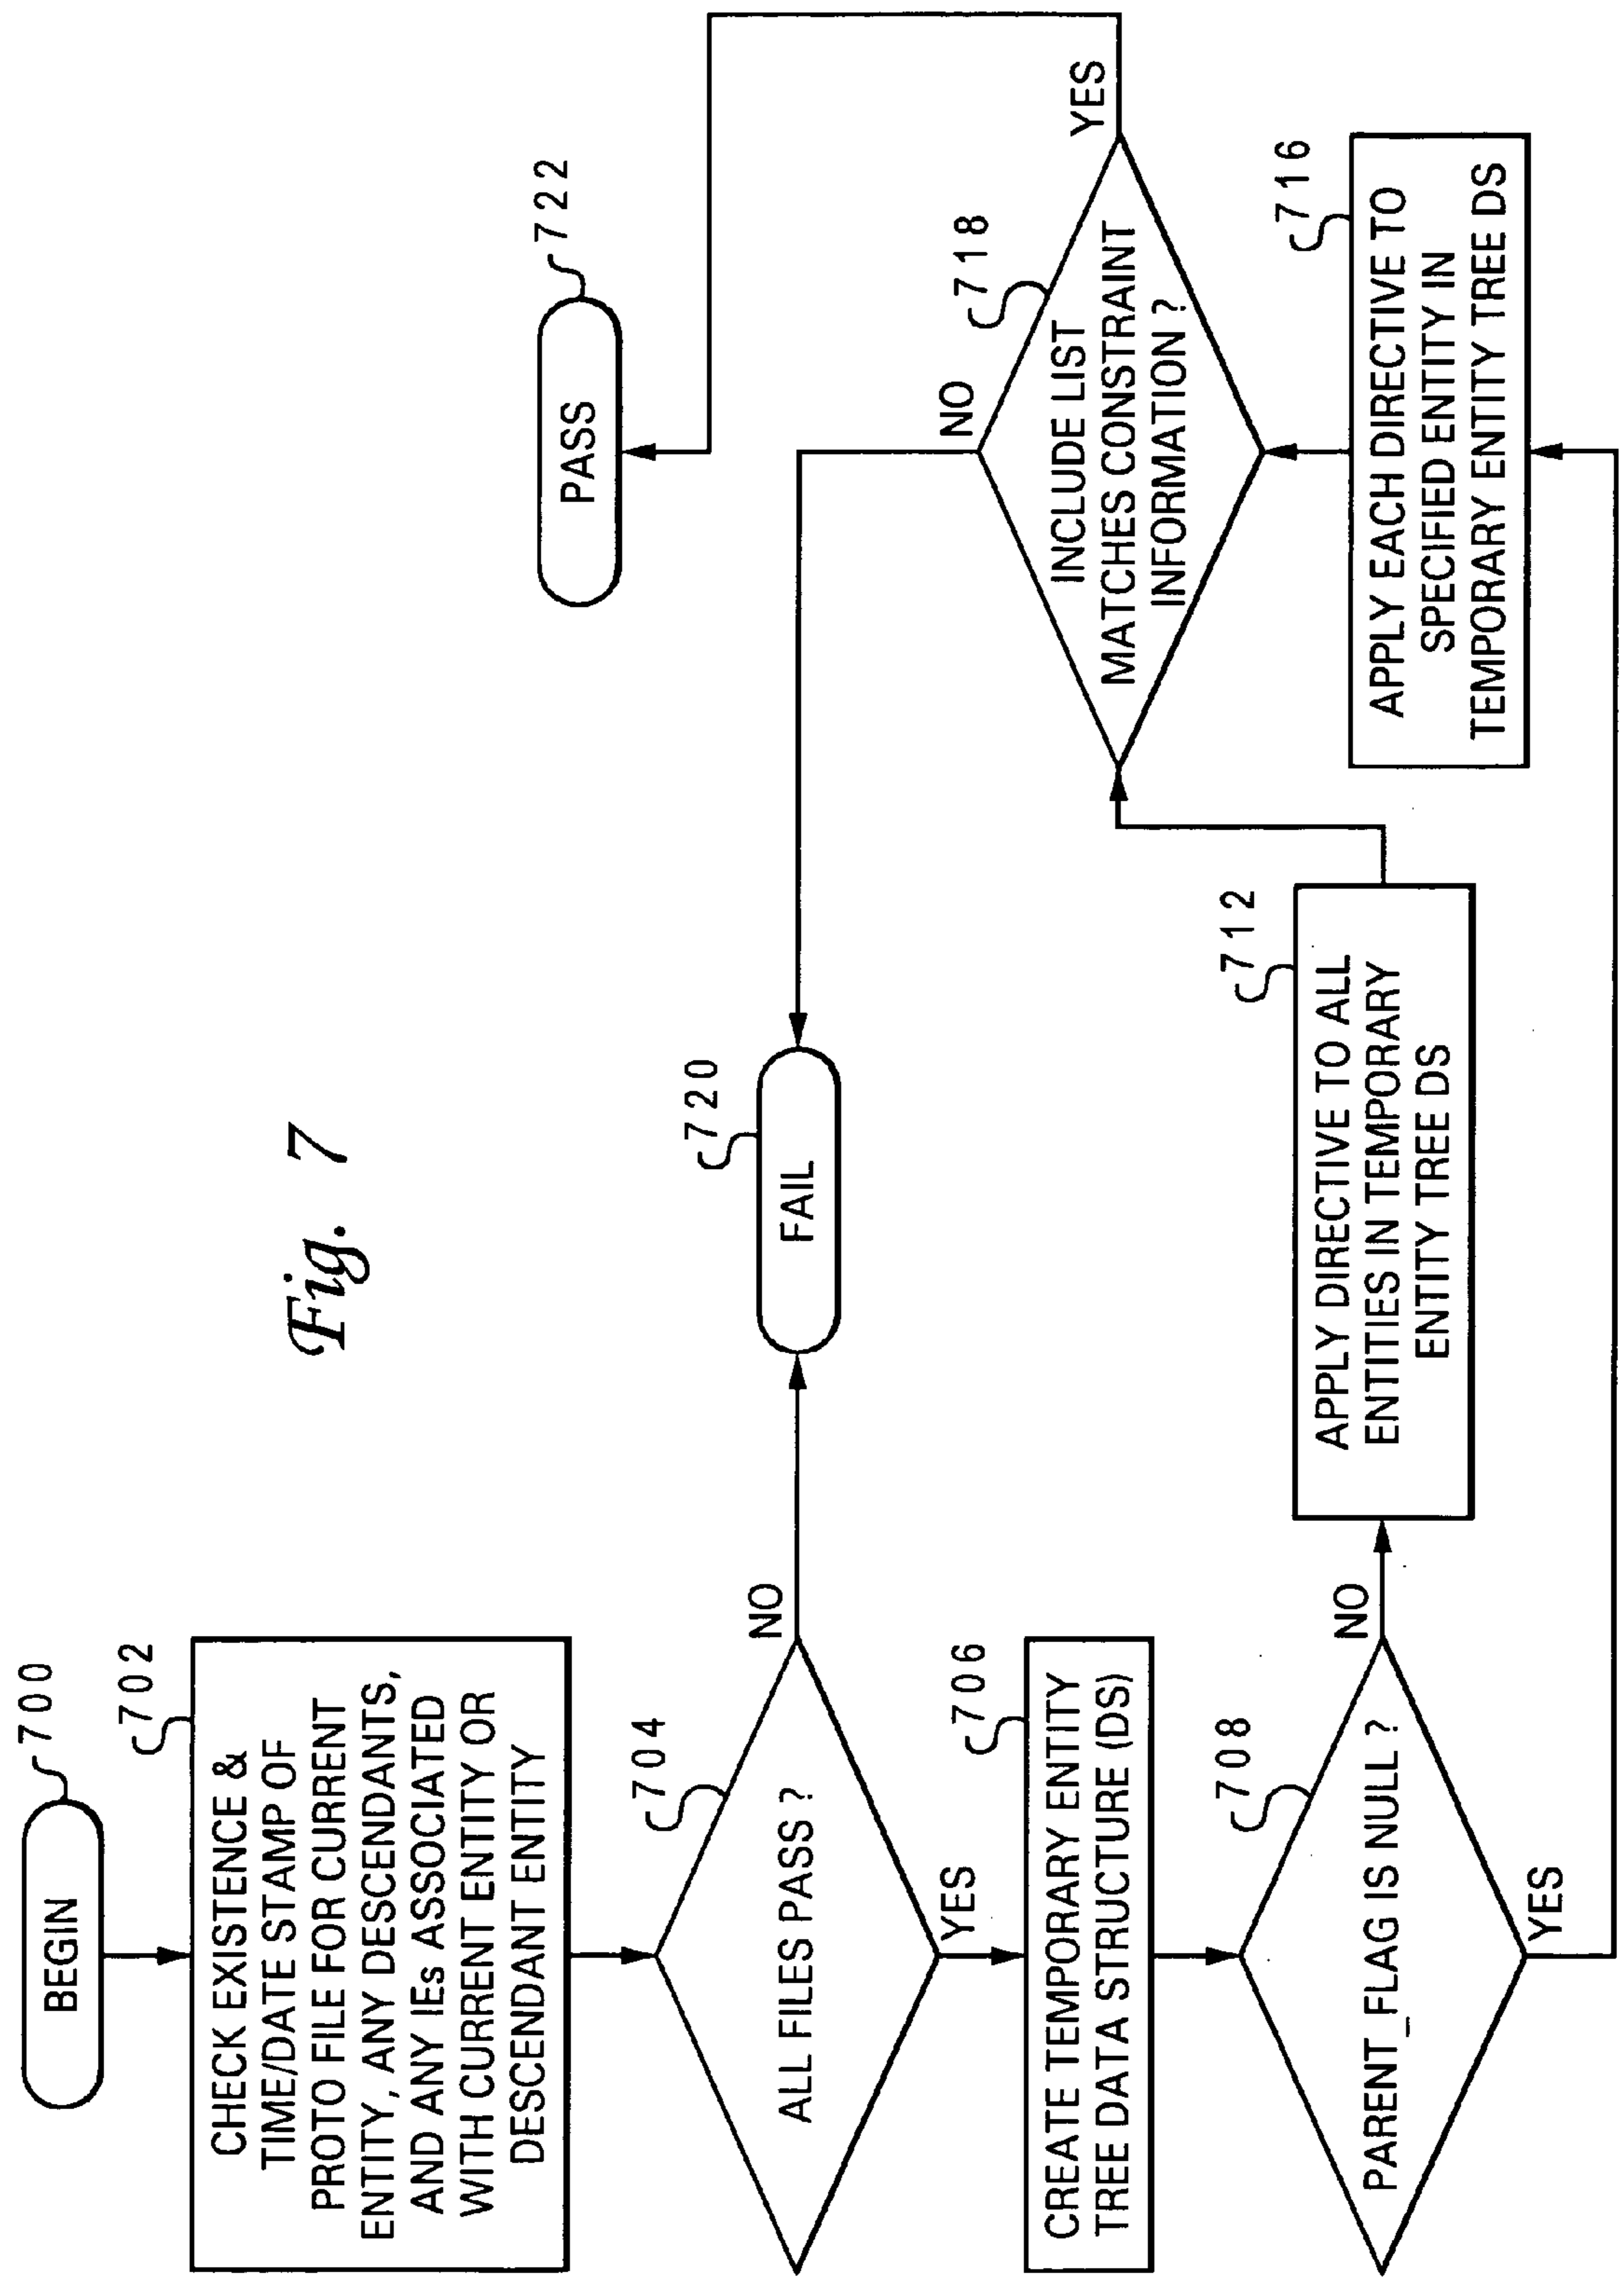 Fig. 7
BEGIN
700
CHECK EXISTENCE &
TIME/DATE STAMP OF
PROTO FILE FOR CURRENT
ENTITY, ANY DESCENDANTS,
AND ANY IEs ASSOCIATED
WITH CURRENT ENTITY OR
DESCENDANT ENTITY
702
ALL FILES PASS ?
704
NO
YES
FAIL
720
CREATE TEMPORARY ENTITY
TREE DATA STRUCTURE (DS)
706
PARENT_FLAG IS NULL ?
708
NO
YES
APPLY DIRECTIVE TO ALL
ENTITIES IN TEMPORARY
ENTITY TREE DS
712
APPLY EACH DIRECTIVE TO
SPECIFIED ENTITY IN
TEMPORARY ENTITY TREE DS
716
INCLUDE LIST
MATCHES CONSTRAINT
INFORMATION ?
718
NO
YES
PASS
722